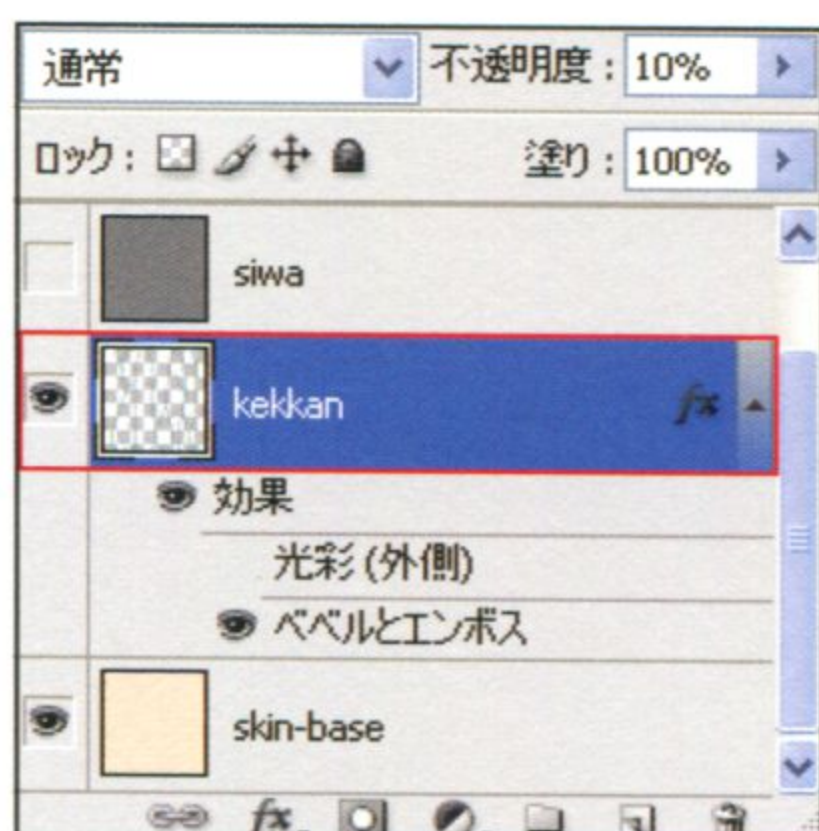 通常 不透明度 : 10%
ロック : 塗り : 100%
siwa
kekkan fx
効果
光彩 (外側)
ベベルとエンボス
skin-base
fx